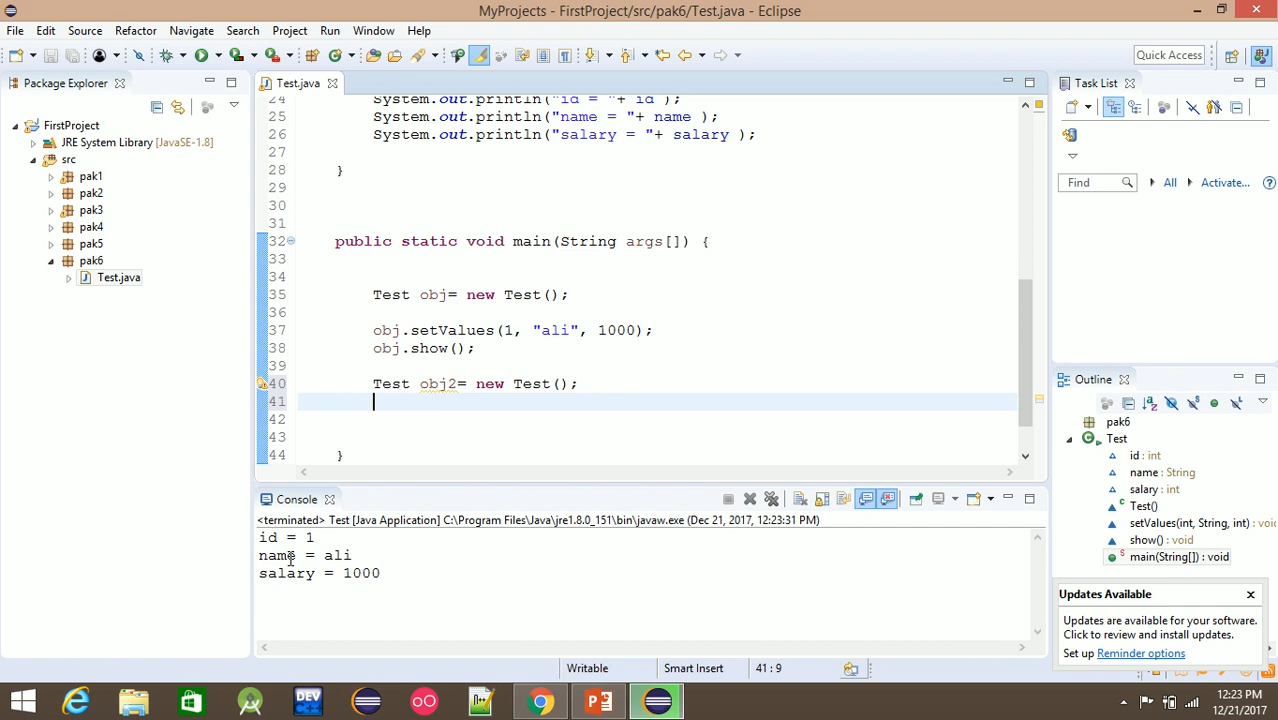 MyProjects - FirstProject/src/pak6/Test.java - Eclipse
File Edit Source Refactor Navigate Search Project Run Window Help
Quick Access
Package Explorer
Test.java
Task List
FirstProject
JRE System Library [JavaSE-1.8]
src
pak1
pak2
pak3
pak4
pak5
pak6
Test.java
24 System.out.println("id = "+ id );
25 System.out.println("name = "+ name );
26 System.out.println("salary = "+ salary );
27
28 }
29
30
31
32 public static void main(String args[]) {
33
34
35 Test obj= new Test();
36
37 obj.setValues(1, "ali", 1000);
38 obj.show();
39
40 Test obj2= new Test();
41
42
43
44 }
Find All Activate...
Outline
pak6
Test
id : int
name : String
salary : int
Test()
setValues(int, String, int) : void
show() : void
main(String[]) : void
Console
<terminated> Test [Java Application] C:\Program Files\Java\jre1.8.0_151\bin\javaw.exe (Dec 21, 2017, 12:23:31 PM)
id = 1
name = ali
salary = 1000
Updates Available
Updates are available for your software.
Click to review and install updates.
Set up Reminder options
Writable Smart Insert 41 : 9
DEV
12:23 PM
12/21/2017